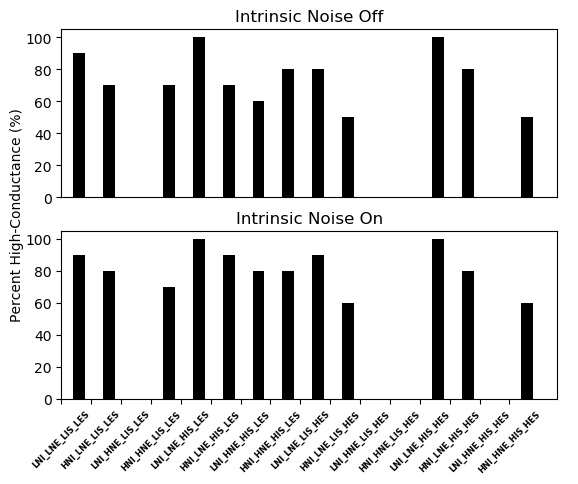 Intrinsic Noise Off
100
80
60
40
20
0
Percent High-Conductance (%)
Intrinsic Noise On
100
80
60
40
20
0
LNI_LNE_LIS_LES
HNI_LNE_LIS_LES
LNI_HNE_LIS_LES
HNI_HNE_LIS_LES
LNI_LNE_HIS_LES
HNI_LNE_HIS_LES
LNI_HNE_HIS_LES
HNI_HNE_HIS_LES
LNI_LNE_LIS_HES
HNI_LNE_LIS_HES
LNI_HNE_LIS_HES
HNI_HNE_LIS_HES
LNI_LNE_HIS_HES
HNI_LNE_HIS_HES
LNI_HNE_HIS_HES
HNI_HNE_HIS_HES